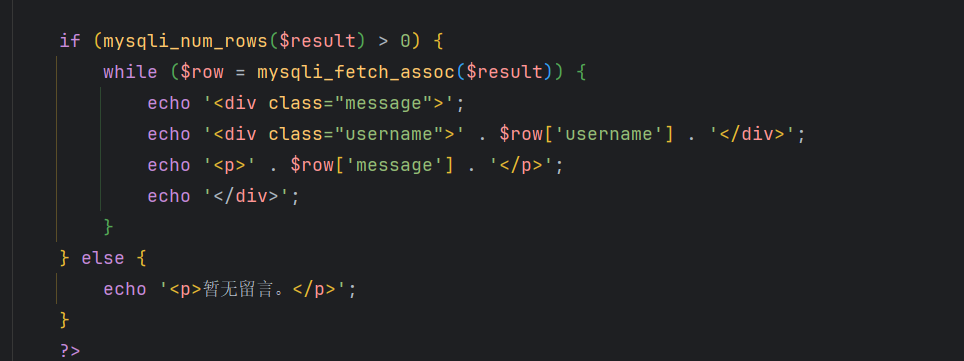 if (mysqli_num_rows($result) > 0) {
    while ($row = mysqli_fetch_assoc($result)) {
        echo '<div class="message">';
        echo '<div class="username">' . $row['username'] . '</div>';
        echo '<p>' . $row['message'] . '</p>';
        echo '</div>';
    }
} else {
    echo '<p>暂无留言。</p>';
}
?>